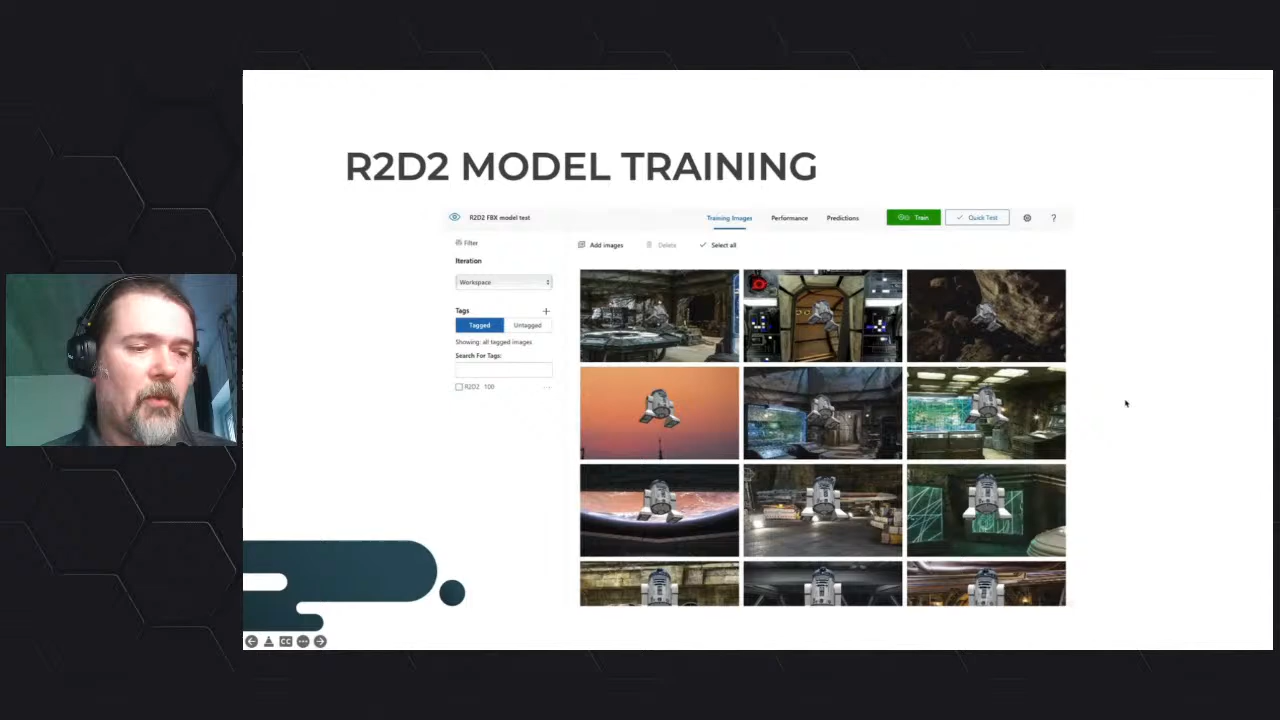 R2D2 MODEL TRAINING
R2D2 FBX model test
Training Images
Performance
Predictions
Train
Quick Test
?
Filter
Add images
Delete
Select all
Iteration
Workspace
Tags
Tagged
Untagged
Showing: all tagged images
Search For Tags:
R2D2 100
CC